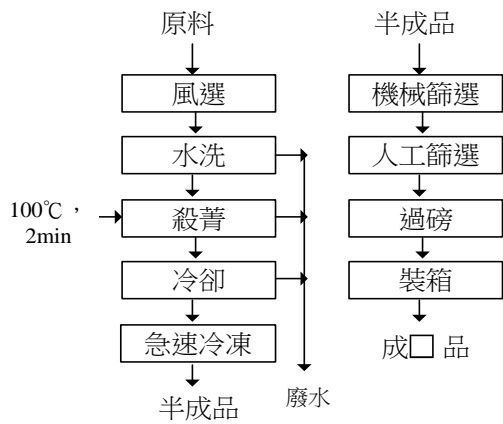 原料
風選
水洗
100℃，
2min
殺菁
冷卻
急速冷凍
半成品
廢水
半成品
機械篩選
人工篩選
過磅
裝箱
成□ 品